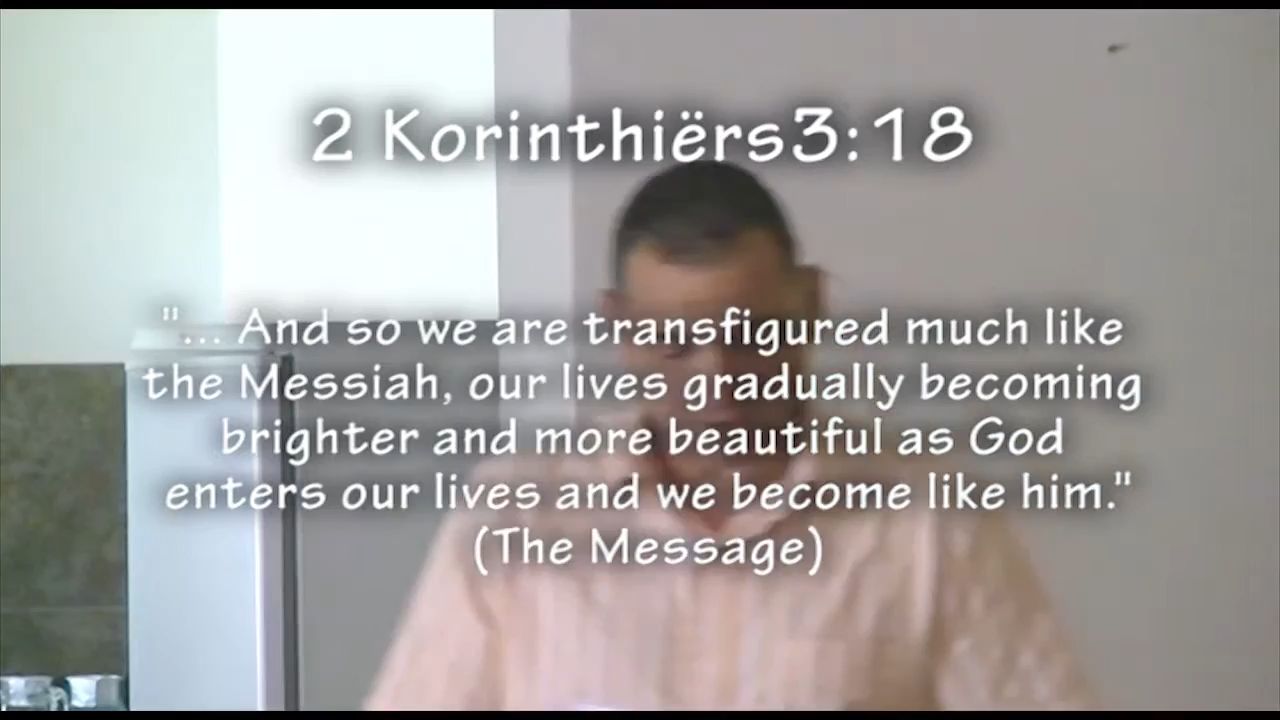 2 Korinthiërs3:18
"... And so we are transfigured much like
the Messiah, our lives gradually becoming
brighter and more beautiful as God
enters our lives and we become like him."
(The Message)